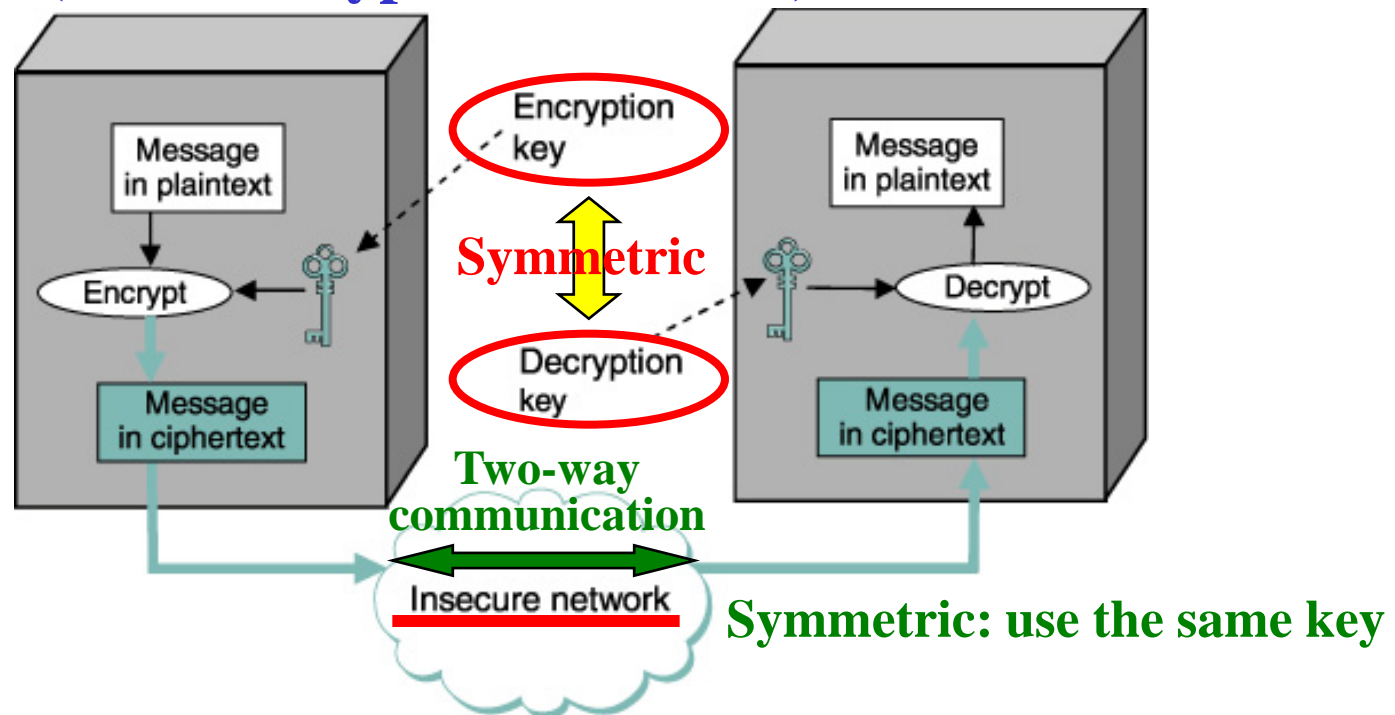 Message
in plaintext
Encrypt
Message
in ciphertext
Encryption
key
Symmetric
Decryption
key
Two-way
communication
Insecure network
Message
in plaintext
Decrypt
Message
in ciphertext
Symmetric: use the same key